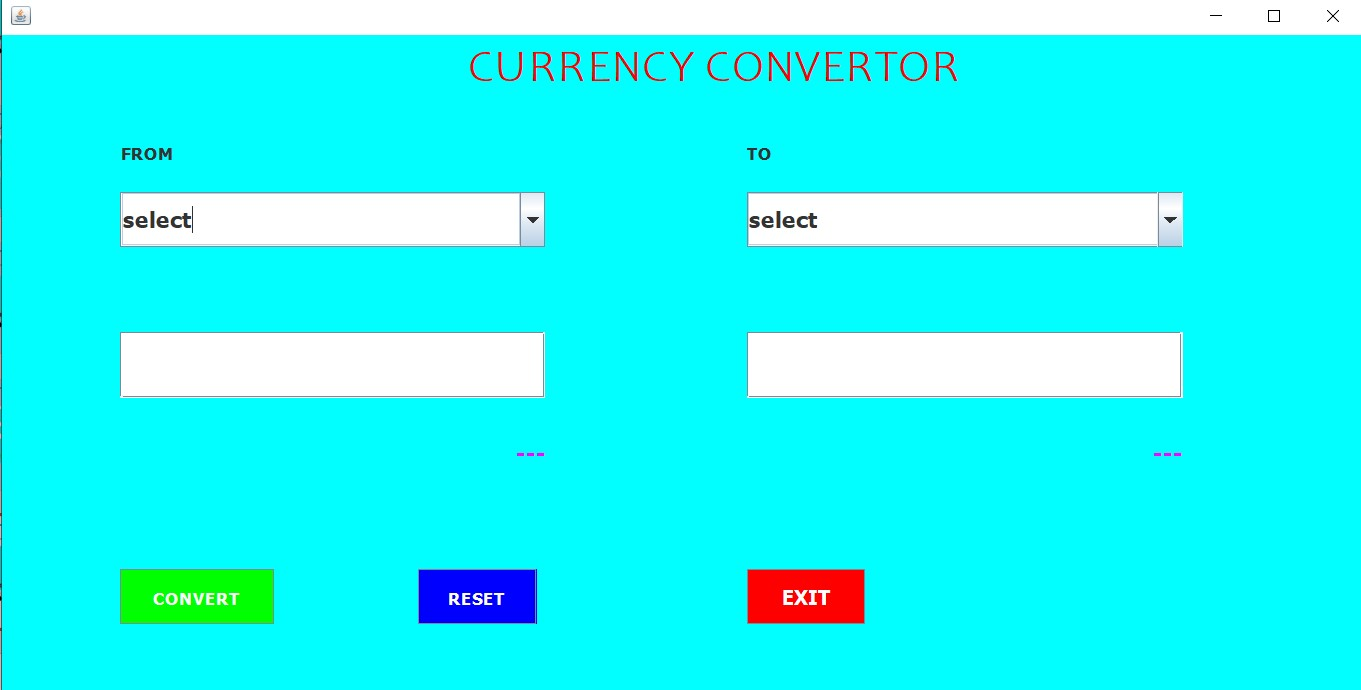 CURRENCY CONVERTOR
FROM TO
select select
--- ---
CONVERT RESET EXIT